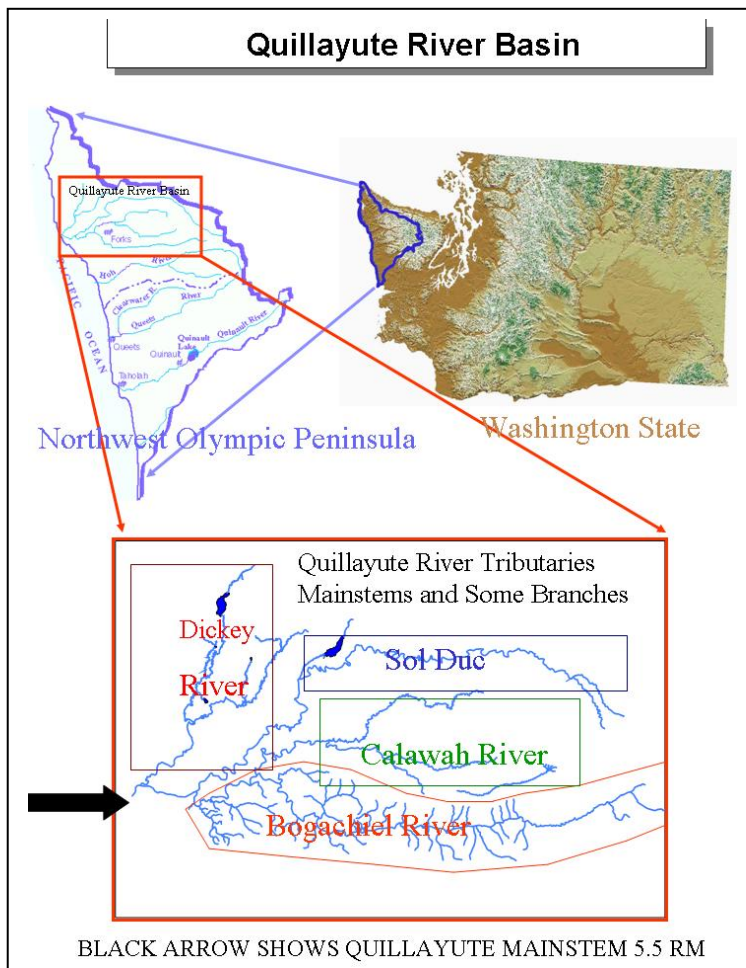 Quillayute River Basin
Quillayute River Basin
Forks
Hoh River
Clearwater R.
Queets River
PACIFIC OCEAN
Queets
Quinault Lake
Quinault
Quinault River
Taholah
Northwest Olympic Peninsula
Washington State
Quillayute River Tributaries
Mainstems and Some Branches
Dickey
River
Sol Duc
Calawah River
Bogachiel River
BLACK ARROW SHOWS QUILLAYUTE MAINSTEM 5.5 RM